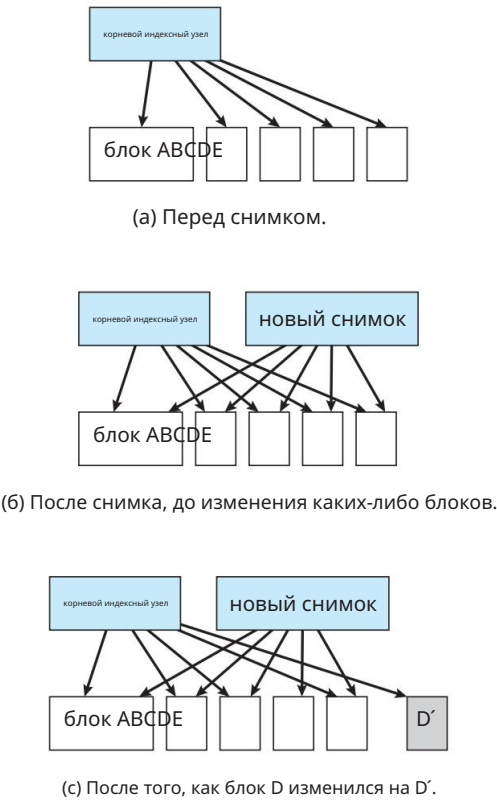 корневой индексный узел
блок ABCDE
(a) Перед снимком.
корневой индексный узел
новый снимок
блок ABCDE
(б) После снимка, до изменения каких-либо блоков.
корневой индексный узел
новый снимок
блок ABCDE
D´
(c) После того, как блок D изменился на D´.